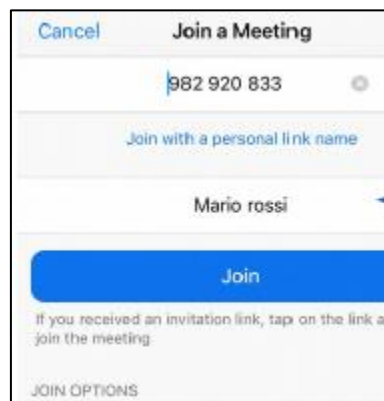 Cancel Join a Meeting
982 920 833
Join with a personal link name
Mario rossi
Join
If you received an invitation link, tap on the link a
join the meeting
JOIN OPTIONS